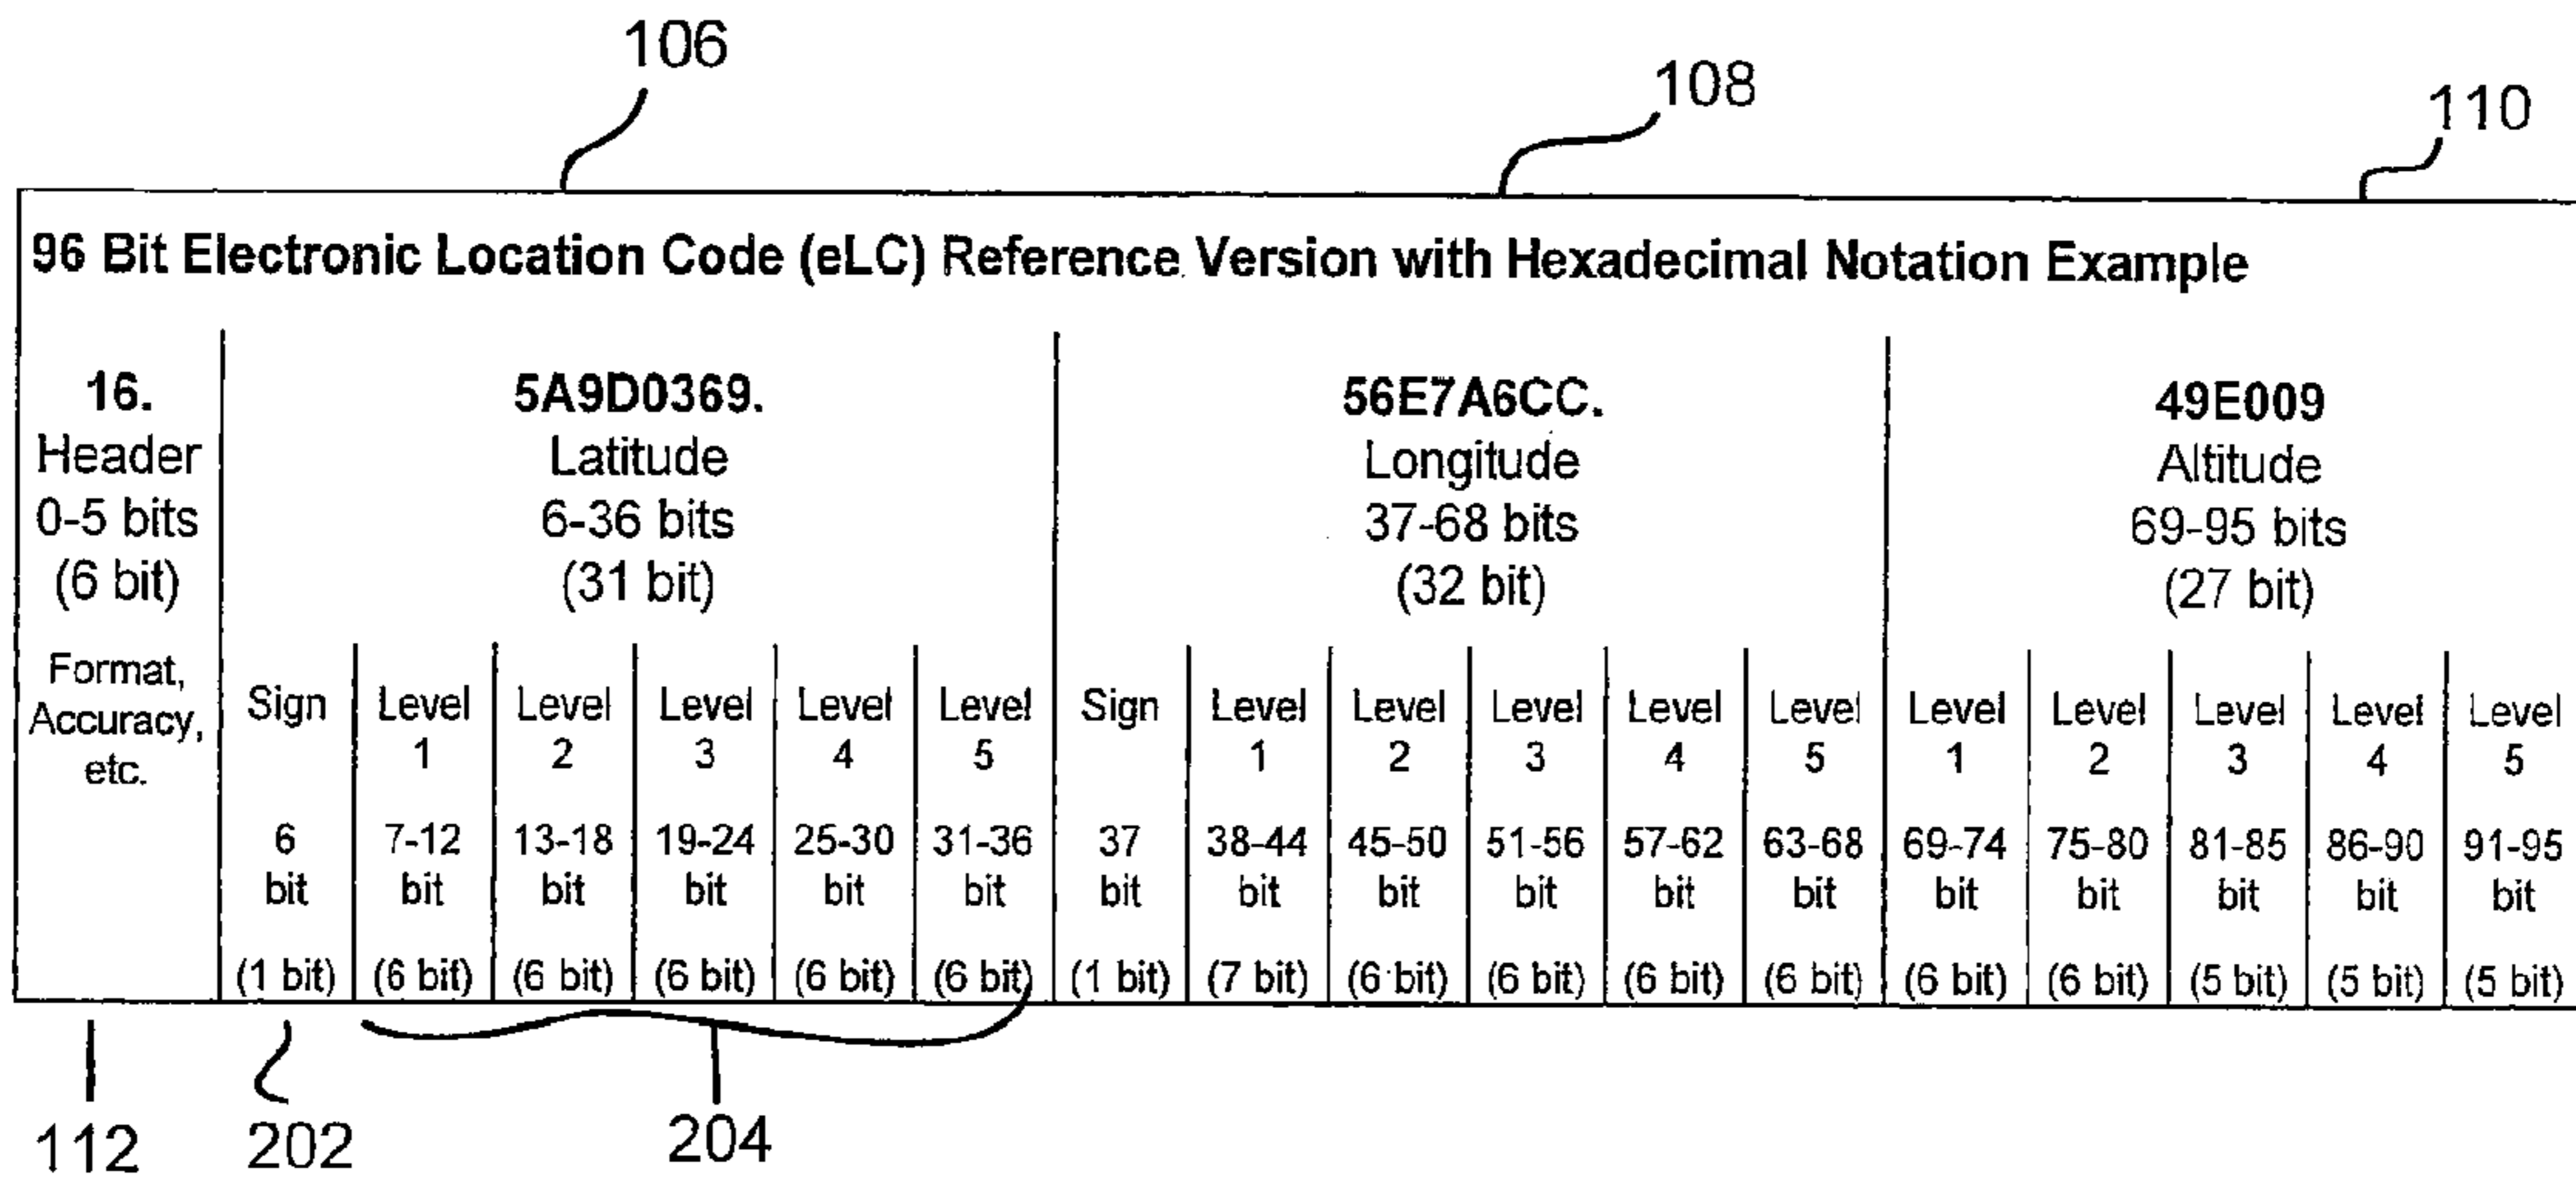 106
108
110
96 Bit Electronic Location Code (eLC) Reference Version with Hexadecimal Notation Example
16. 5A9D0369. 56E7A6CC. 49E009
Header Latitude Longitude Altitude
0-5 bits 6-36 bits 37-68 bits 69-95 bits
(6 bit) (31 bit) (32 bit) (27 bit)
Format,
Accuracy,
etc.
Sign Level Level Level Level Level Sign Level Level Level Level Level Level Level Level Level Level
1 2 3 4 5 1 2 3 4 5 1 2 3 4 5
6 7-12 13-18 19-24 25-30 31-36 37 38-44 45-50 51-56 57-62 63-68 69-74 75-80 81-85 86-90 91-95
bit bit bit bit bit bit bit bit bit bit bit bit bit bit bit bit bit
(1 bit) (6 bit) (6 bit) (6 bit) (6 bit) (6 bit) (1 bit) (7 bit) (6 bit) (6 bit) (6 bit) (6 bit) (6 bit) (6 bit) (5 bit) (5 bit) (5 bit)
112 202 204